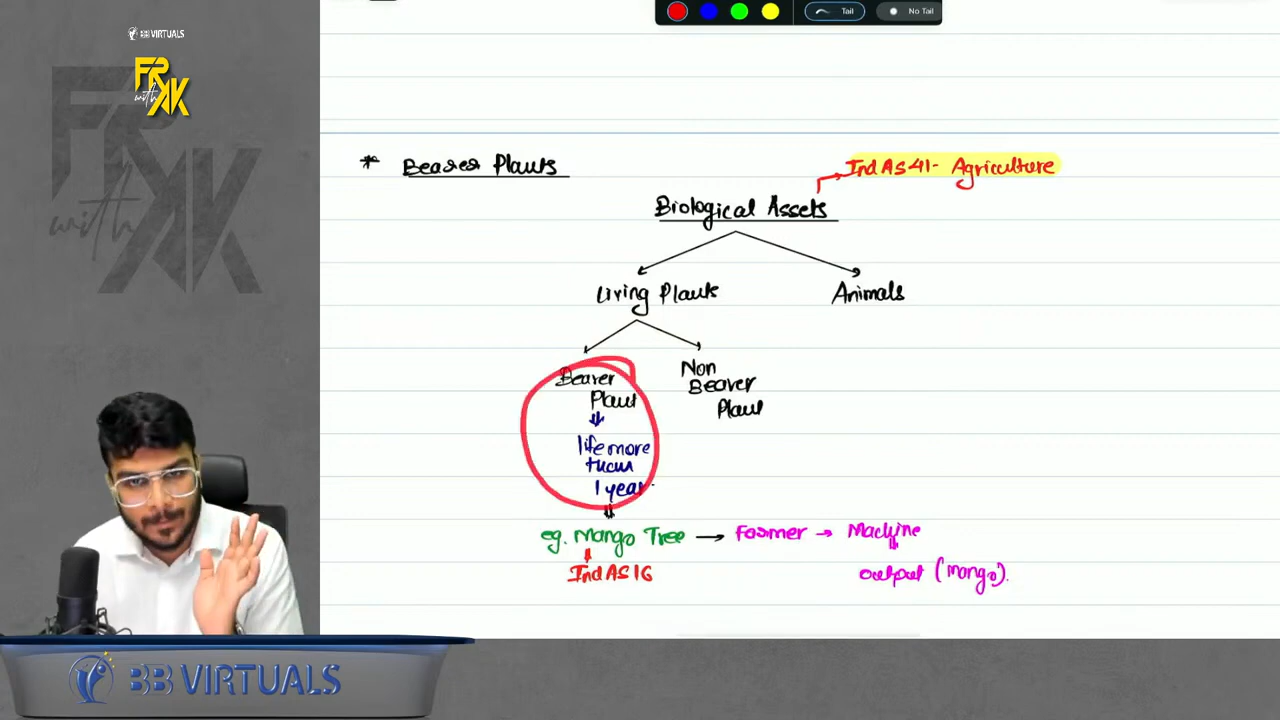 BB VIRTUALS
FR
with
KK
Tail
No Tail
* Bearer Plants
Ind AS 41- Agriculture
Biological Assets
Living Plants
Animals
Bearer
Plant
life more
than
1 year.
Non
Bearer
Plant
eg. Mango Tree → Farmer → Machine
Ind AS 16
output (Mango).
BB VIRTUALS